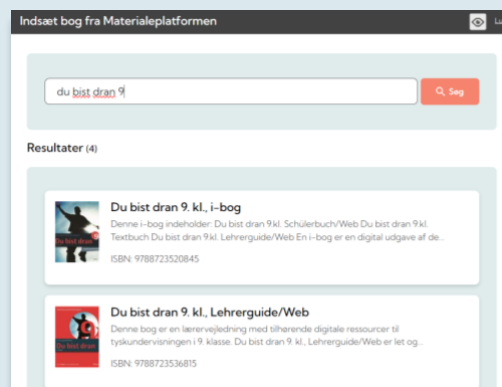 Indsæt bog fra Materialeplatformen
du bist dran 9
Søg
Resultater (4)
Du bist dran 9. kl., i-bog
Denne i-bog indeholder: Du bist dran 9.kl. Schülerbuch/Web Du bist dran 9.kl.
Textbuch Du bist dran 9.kl. Lehrerguide/Web En i-bog er en digital udgave af de...
ISBN: 9788723520845
Du bist dran
Du bist dran 9. kl., Lehrerguide/Web
Denne bog er en lærervejledning med tilhørende digitale ressourcer til
tyskundervisningen i 9. klasse. Du bist dran 9. kl., Lehrerguide/Web er let og...
ISBN: 9788723536815
Du bist dran